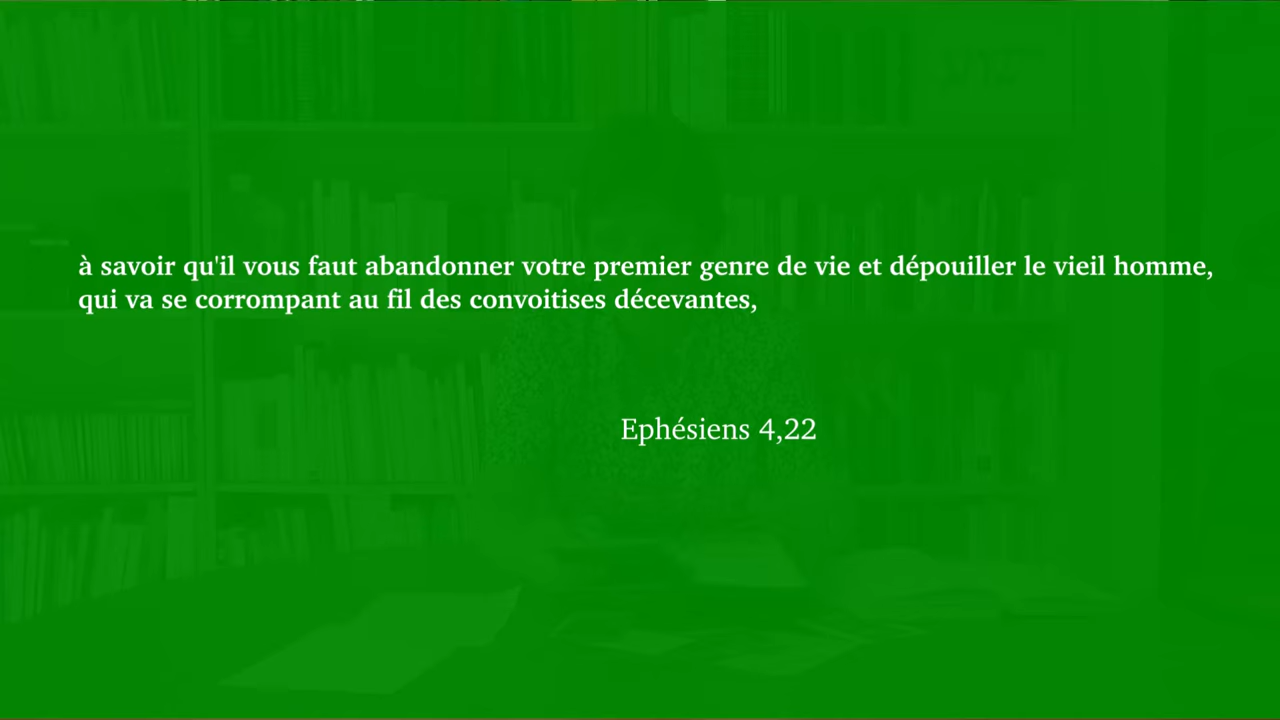 à savoir qu'il vous faut abandonner votre premier genre de vie et dépouiller le vieil homme,
qui va se corrompant au fil des convoitises décevantes,
Ephésiens 4,22